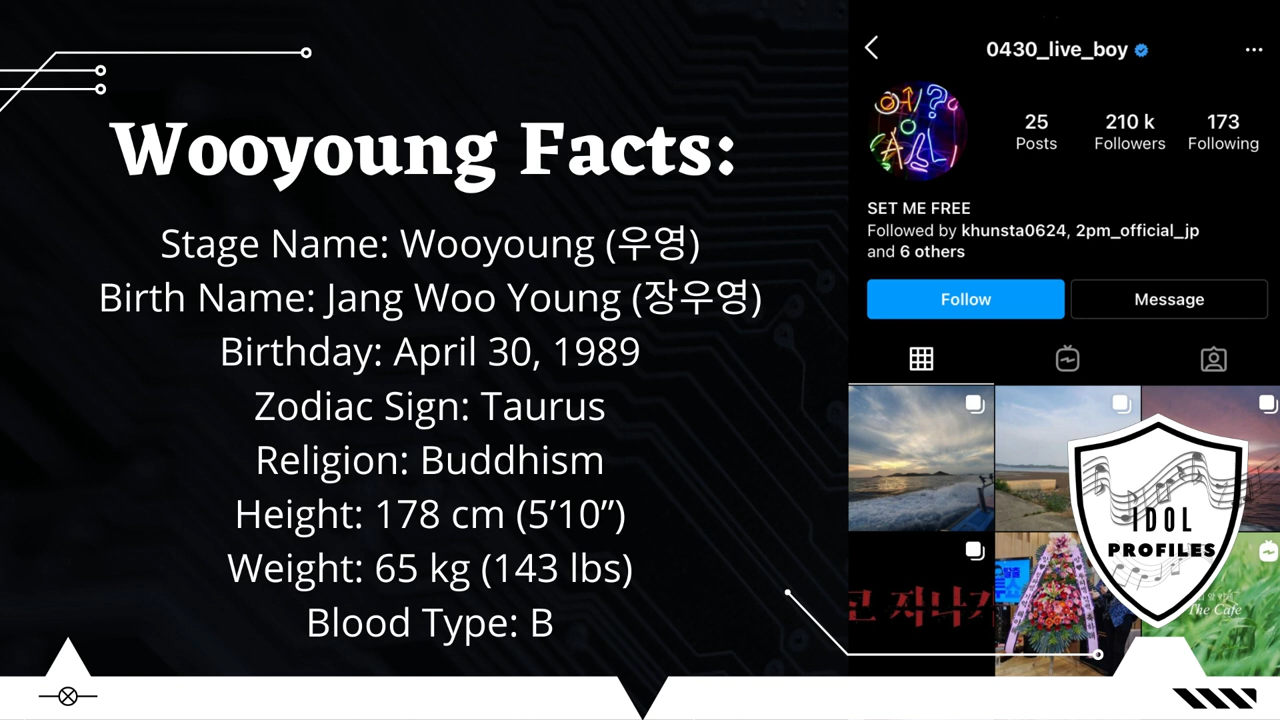 Wooyoung Facts:
Stage Name: Wooyoung (우영)
Birth Name: Jang Woo Young (장우영)
Birthday: April 30, 1989
Zodiac Sign: Taurus
Religion: Buddhism
Height: 178 cm (5’10”)
Weight: 65 kg (143 lbs)
Blood Type: B
0430_live_boy
25
210 k
173
Posts
Followers
Following
SET ME FREE
Followed by khunsta0624, 2pm_official_jp
and 6 others
Follow
Message
IDOL
PROFILES
지나가
The Cafe